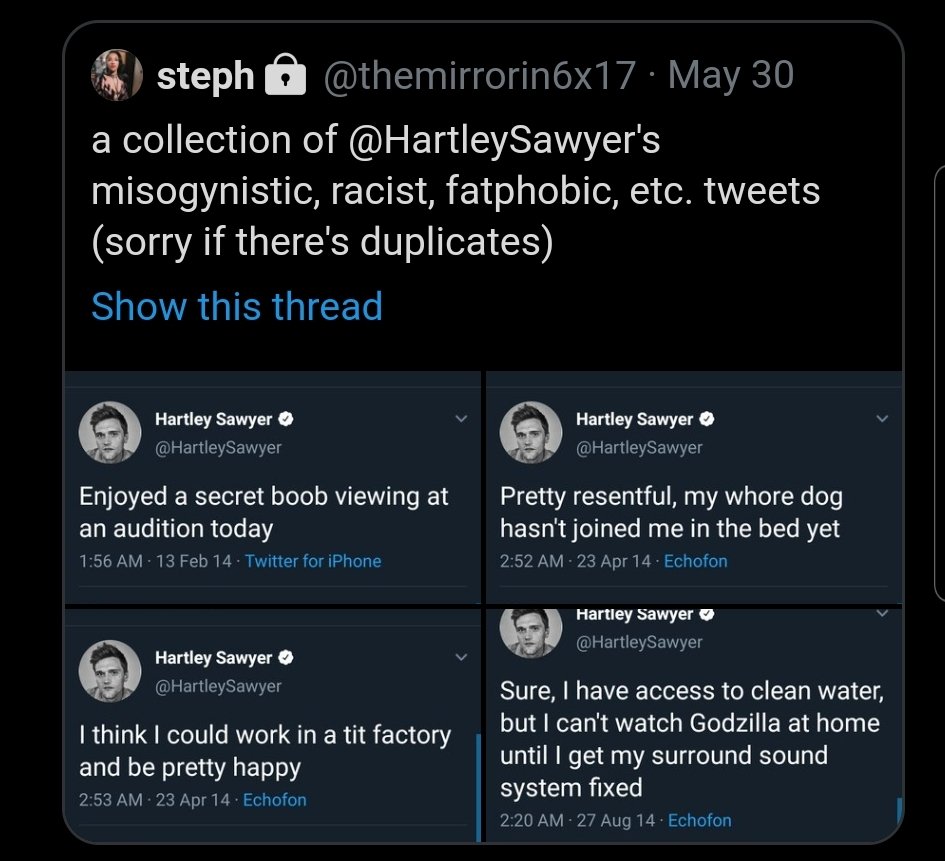 steph @themirrorin6x17 · May 30
a collection of @HartleySawyer's
misogynistic, racist, fatphobic, etc. tweets
(sorry if there's duplicates)
Show this thread
Hartley Sawyer
@HartleySawyer
Enjoyed a secret boob viewing at
an audition today
1:56 AM · 13 Feb 14 · Twitter for iPhone
Hartley Sawyer
@HartleySawyer
Pretty resentful, my whore dog
hasn't joined me in the bed yet
2:52 AM · 23 Apr 14 · Echofon
Hartley Sawyer
@HartleySawyer
I think I could work in a tit factory
and be pretty happy
2:53 AM · 23 Apr 14 · Echofon
Hartley Sawyer
@HartleySawyer
Sure, I have access to clean water,
but I can't watch Godzilla at home
until I get my surround sound
system fixed
2:20 AM · 27 Aug 14 · Echofon